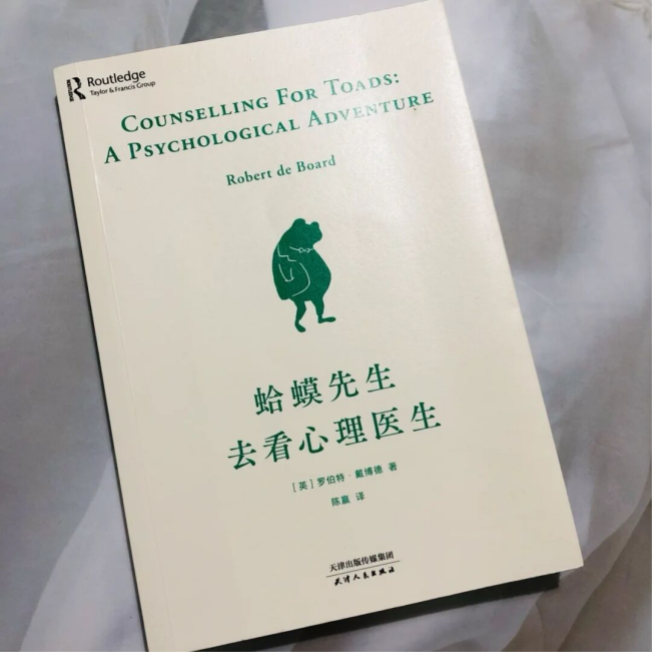 Routledge
Taylor & Francis Group
COUNSELLING FOR TOADS:
A PSYCHOLOGICAL ADVENTURE
Robert de Board
蛤蟆先生
去看心理医生
[英]罗伯特·戴博德 著
陈赢 译
天津出版传媒集团
天津人民出版社